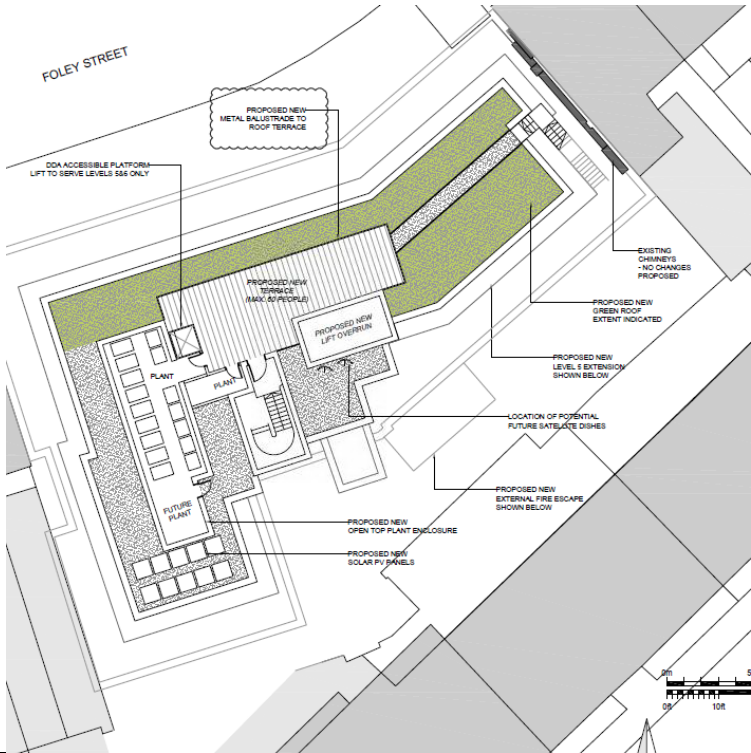 FOLEY STREET
PROPOSED NEW
METAL BALUSTRADE TO
ROOF TERRACE
DDA ACCESSIBLE PLATFORM
LIFT TO SERVE LEVELS 5&6 ONLY
EXISTING
CHIMNEYS
- NO CHANGES
PROPOSED
PROPOSED NEW
TERRACE
(MAX. 60 PEOPLE)
PROPOSED NEW
GREEN ROOF
EXTENT INDICATED
PROPOSED NEW
LIFT OVERRUN
PROPOSED NEW
LEVEL 5 EXTENSION
SHOWN BELOW
PLANT
PLANT
LOCATION OF POTENTIAL
FUTURE SATELLITE DISHES
PROPOSED NEW
EXTERNAL FIRE ESCAPE
SHOWN BELOW
FUTURE
PLANT
PROPOSED NEW
OPEN TOP PLANT ENCLOSURE
PROPOSED NEW
SOLAR PV PANELS
0m 5
0ft 10ft